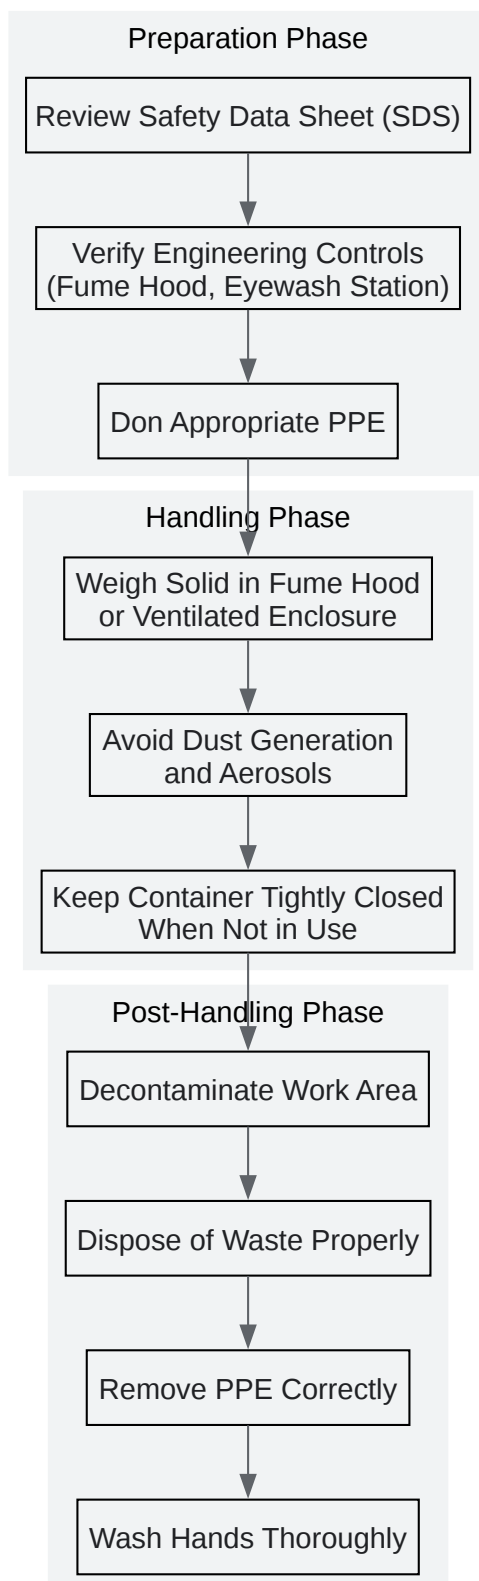 Preparation Phase
Review Safety Data Sheet (SDS)
Verify Engineering Controls
(Fume Hood, Eyewash Station)
Don Appropriate PPE
Handling Phase
Weigh Solid in Fume Hood
or Ventilated Enclosure
Avoid Dust Generation
and Aerosols
Keep Container Tightly Closed
When Not in Use
Post-Handling Phase
Decontaminate Work Area
Dispose of Waste Properly
Remove PPE Correctly
Wash Hands Thoroughly